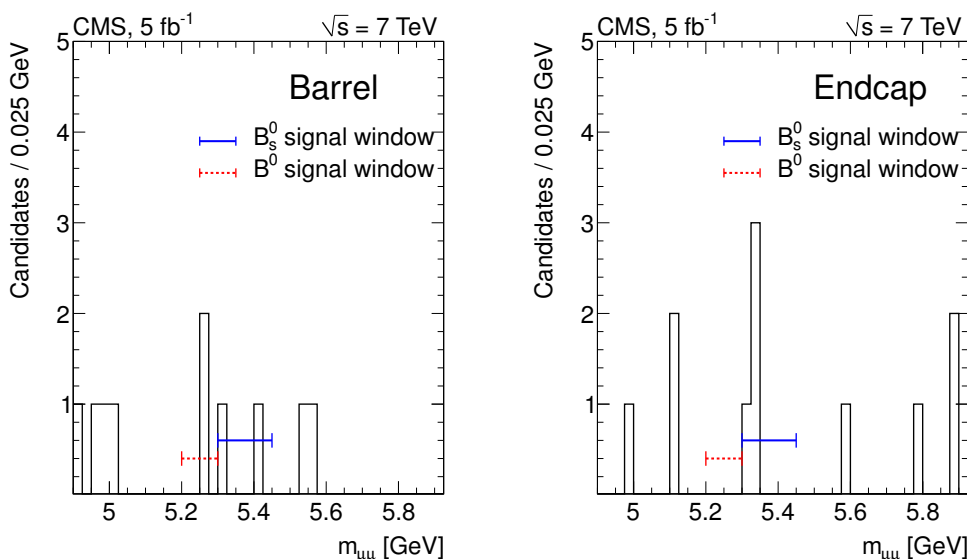 CMS, 5 fb⁻¹ √s = 7 TeV
Candidates / 0.025 GeV
5
4
3
2
1
Barrel
B⁰ₛ signal window
B⁰ signal window
5 5.2 5.4 5.6 5.8
m_μμ [GeV]
CMS, 5 fb⁻¹ √s = 7 TeV
Candidates / 0.025 GeV
5
4
3
2
1
Endcap
B⁰ₛ signal window
B⁰ signal window
5 5.2 5.4 5.6 5.8
m_μμ [GeV]